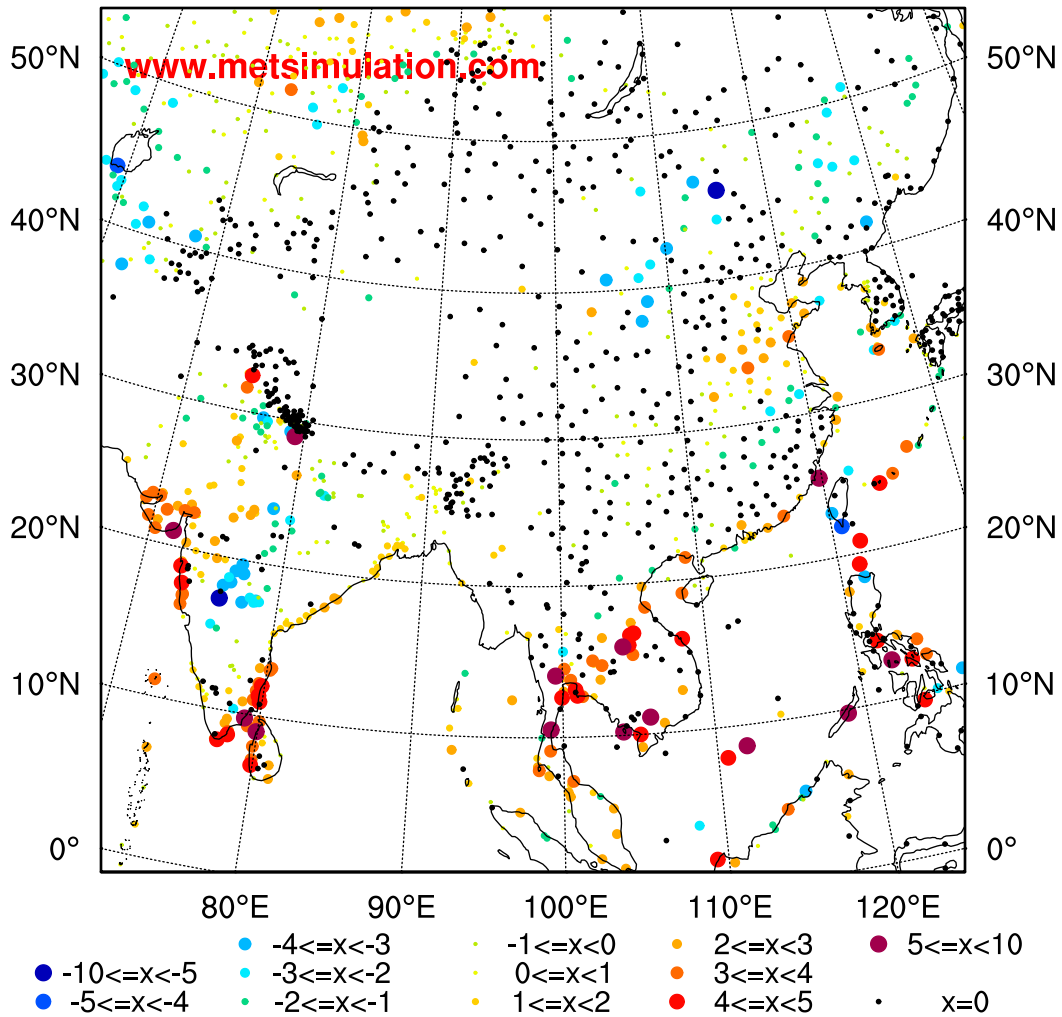 50°N 50°N
www.metsimulation.com
40°N 40°N
30°N 30°N
20°N 20°N
10°N 10°N
0° 0°
80°E 90°E 100°E 110°E 120°E
-4<=x<-3 -1<=x<0 2<=x<3 5<=x<10
-10<=x<-5 -3<=x<-2 0<=x<1 3<=x<4
-5<=x<-4 -2<=x<-1 1<=x<2 4<=x<5 x=0